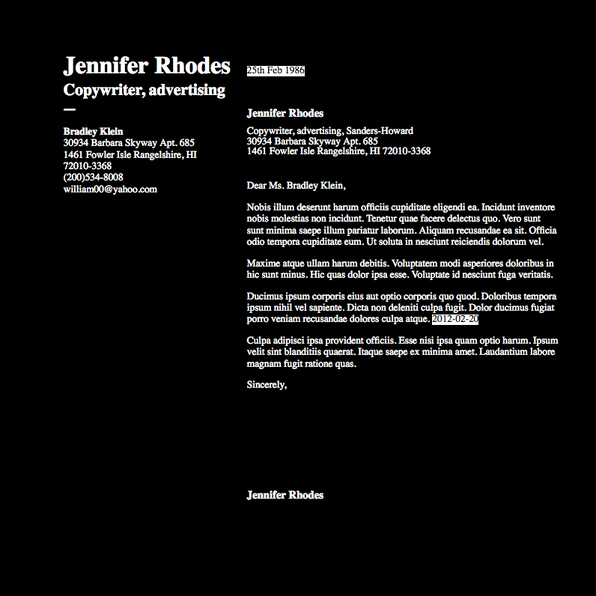 Jennifer Rhodes
Copywriter, advertising
Bradley Klein
30934 Barbara Skyway Apt. 685
1461 Fowler Isle Rangelshire, HI
72010-3368
(200)534-8008
william00@yahoo.com
25th Feb 1986
Jennifer Rhodes
Copywriter, advertising, Sanders-Howard
30934 Barbara Skyway Apt. 685
1461 Fowler Isle Rangelshire, HI 72010-3368
Dear Ms. Bradley Klein,
Nobis illum deserunt harum officiis cupiditate eligendi ea. Incidunt inventore
nobis molestias non incidunt. Tenetur quae facere delectus quo. Vero sunt
sunt minima saepe illum pariatur laborum. Aliquam recusandae ea sit. Officia
odio tempora cupiditate eum. Ut soluta in nesciunt reiciendis dolorum vel.
Maxime atque ullam harum debitis. Voluptatem modi asperiores doloribus in
hic sunt minus. Hic quas dolor ipsa esse. Voluptate id nesciunt fuga veritatis.
Ducimus ipsum corporis eius aut optio corporis quo quod. Doloribus tempora
ipsum nihil vel sapiente. Dicta non deleniti culpa fugit. Dolor ducimus fugiat
porro veniam recusandae dolores culpa atque. 2012-02-20
Culpa adipisci ipsa provident officiis. Esse nisi ipsa quam optio harum. Ipsum
velit sint blanditiis quaerat. Itaque saepe ex minima amet. Laudantium labore
magnam fugit ratione quas.
Sincerely,
Jennifer Rhodes